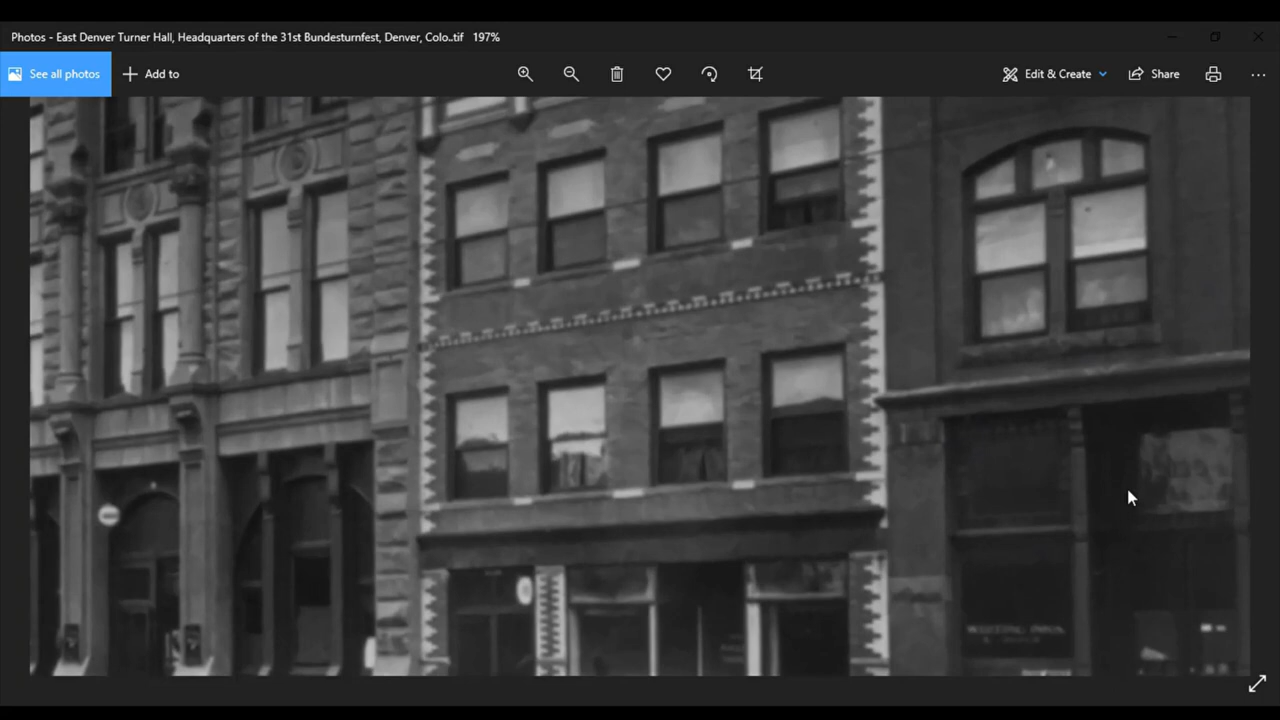 Photos - East Denver Turner Hall, Headquarters of the 31st Bundesturnfest, Denver, Colo..tif 197%
See all photos
Add to
Edit & Create
Share